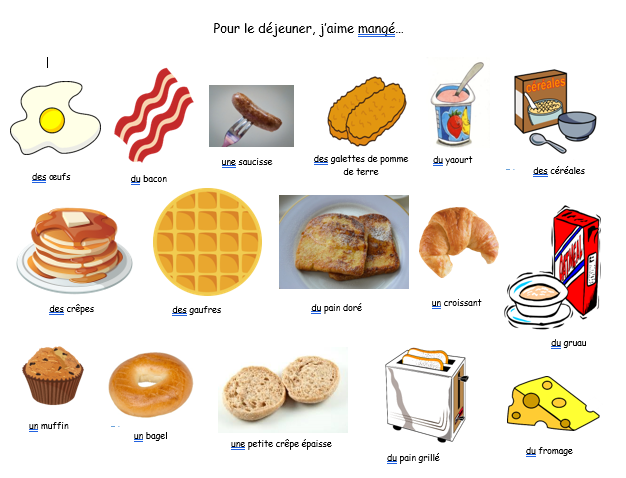 Pour le déjeuner, j'aime mangé...
céréales
des œufs
du bacon
une saucisse
des galettes de pomme
de terre
du yaourt
des céréales
des crêpes
des gaufres
du pain doré
un croissant
OATMEAL
du gruau
un muffin
un bagel
une petite crêpe épaisse
du pain grillé
du fromage